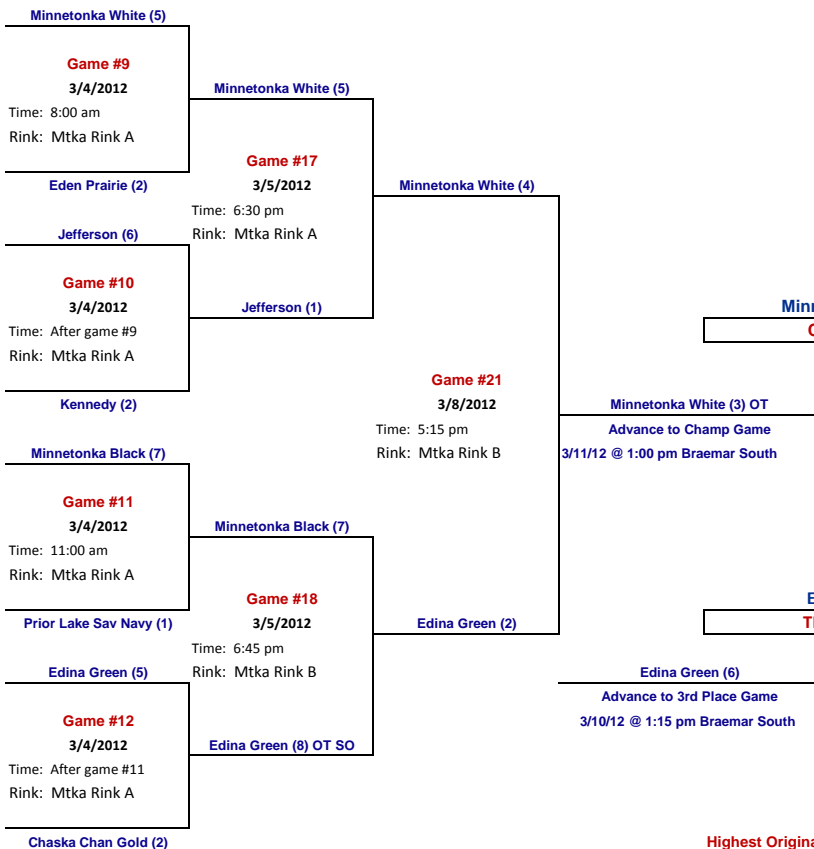 Minnetonka White (5)
Game #9
3/4/2012
Minnetonka White (5)
Time: 8:00 am
Rink: Mtka Rink A
Game #17
Eden Prairie (2)
3/5/2012
Minnetonka White (4)
Time: 6:30 pm
Jefferson (6)
Rink: Mtka Rink A
Game #10
3/4/2012
Jefferson (1)
Minn
Time: After game #9
Rink: Mtka Rink A
Game #21
Kennedy (2)
3/8/2012
Minnetonka White (3) OT
Time: 5:15 pm
Advance to Champ Game
Minnetonka Black (7)
Rink: Mtka Rink B
3/11/12 @ 1:00 pm Braemar South
Game #11
3/4/2012
Minnetonka Black (7)
Time: 11:00 am
Rink: Mtka Rink A
Game #18
E
Prior Lake Sav Navy (1)
3/5/2012
Edina Green (2)
Time: 6:45 pm
Edina Green (5)
Rink: Mtka Rink B
Edina Green (6)
Advance to 3rd Place Game
Game #12
3/10/12 @ 1:15 pm Braemar South
3/4/2012
Edina Green (8) OT SO
Time: After game #11
Rink: Mtka Rink A
Chaska Chan Gold (2)
Highest Origina